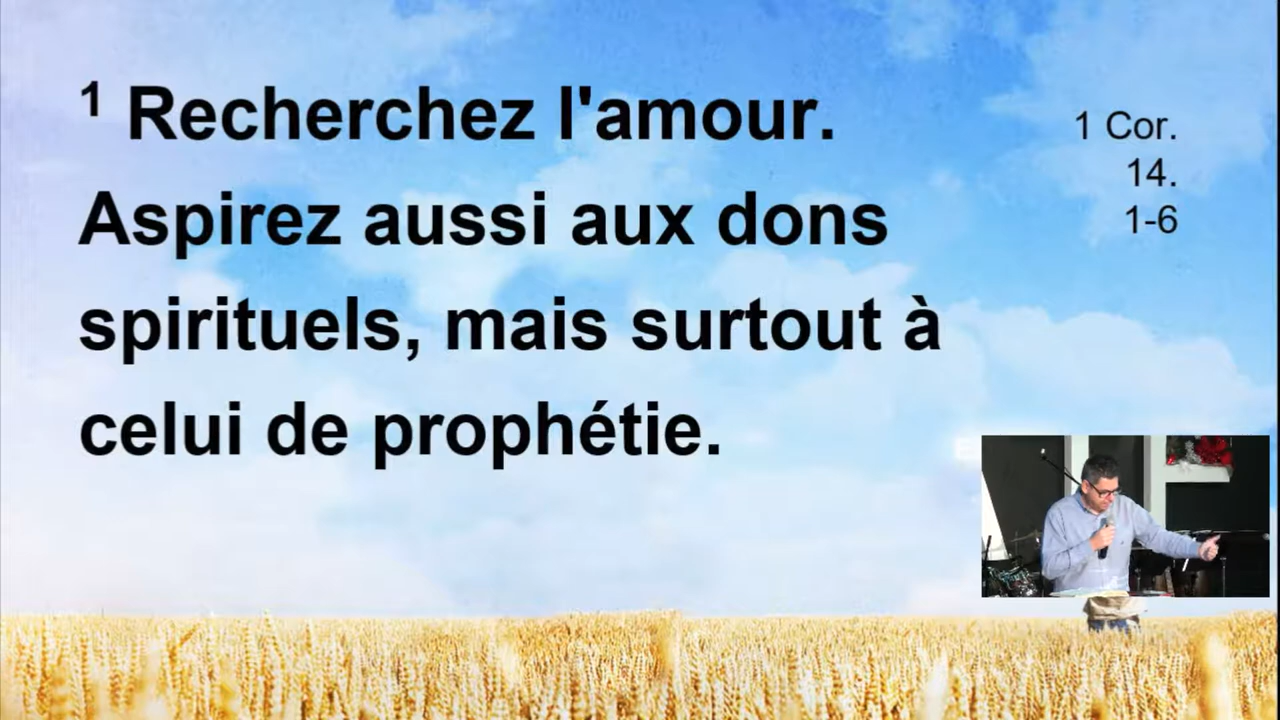 ¹ Recherchez l'amour.
Aspirez aussi aux dons
spirituels, mais surtout à
celui de prophétie.
1 Cor.
14.
1-6